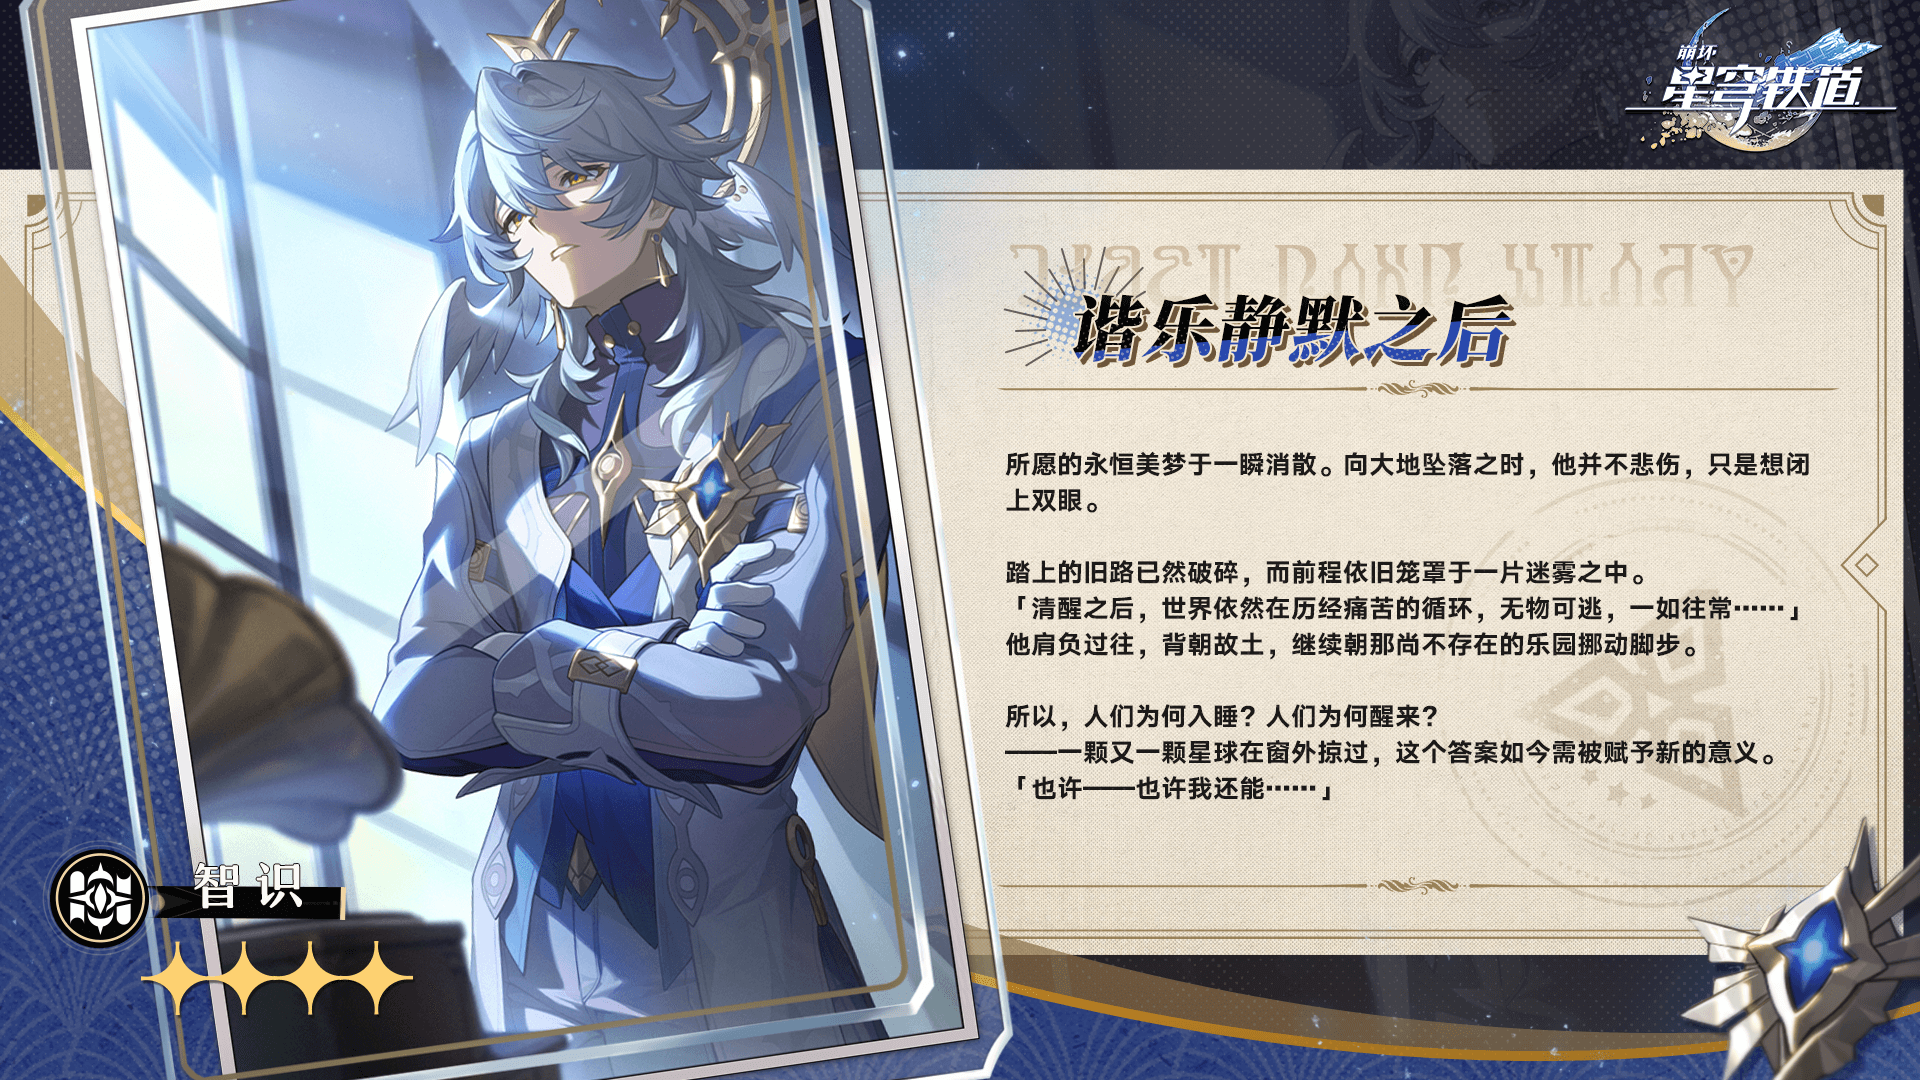 崩坏
星穹铁道
谐乐静默之后
所愿的永恒美梦于一瞬消散。向大地坠落之时，他并不悲伤，只是想闭
上双眼。
踏上的旧路已然破碎，而前程依旧笼罩于一片迷雾之中。
「清醒之后，世界依然在历经痛苦的循环，无物可逃，一如往常……」
他肩负过往，背朝故土，继续朝那尚不存在的乐园挪动脚步。
所以，人们为何入睡？人们为何醒来？
——一颗又一颗星球在窗外掠过，这个答案如今需被赋予新的意义。
「也许——也许我还能……」
智识